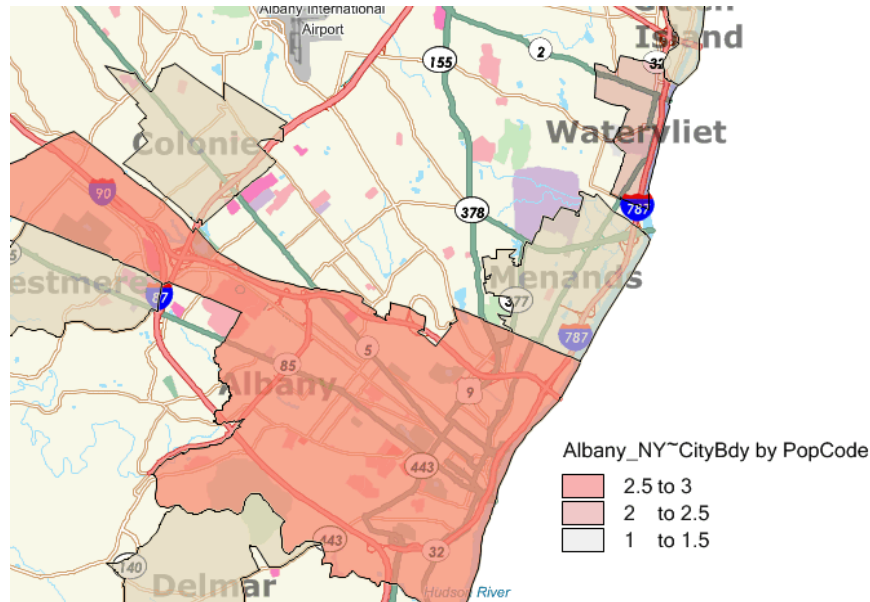 Albany International
Airport
Green
Island
2
155
32
Watervliet
Colonie
90
378
787
5
estmere
Menands
377
87
787
5
85
Albany
9
Albany_NY~CityBdy by PopCode
443
2.5 to 3
2 to 2.5
1 to 1.5
443
32
140
Delmar
Hudson River